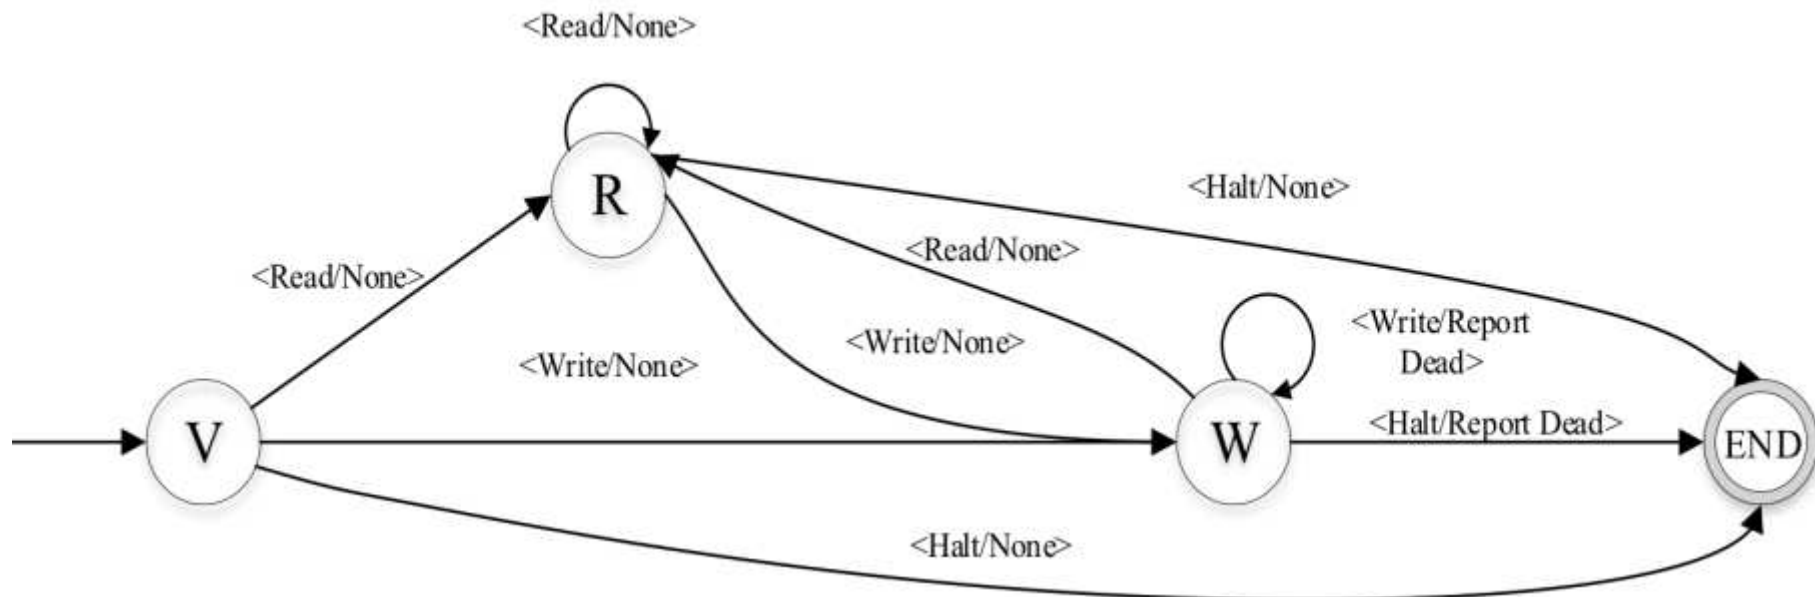 <Read/None>
R
<Halt/None>
<Read/None>
<Read/None>
<Write/Report
Dead>
<Write/None>
<Write/None>
<Halt/Report Dead>
V
W
END
<Halt/None>